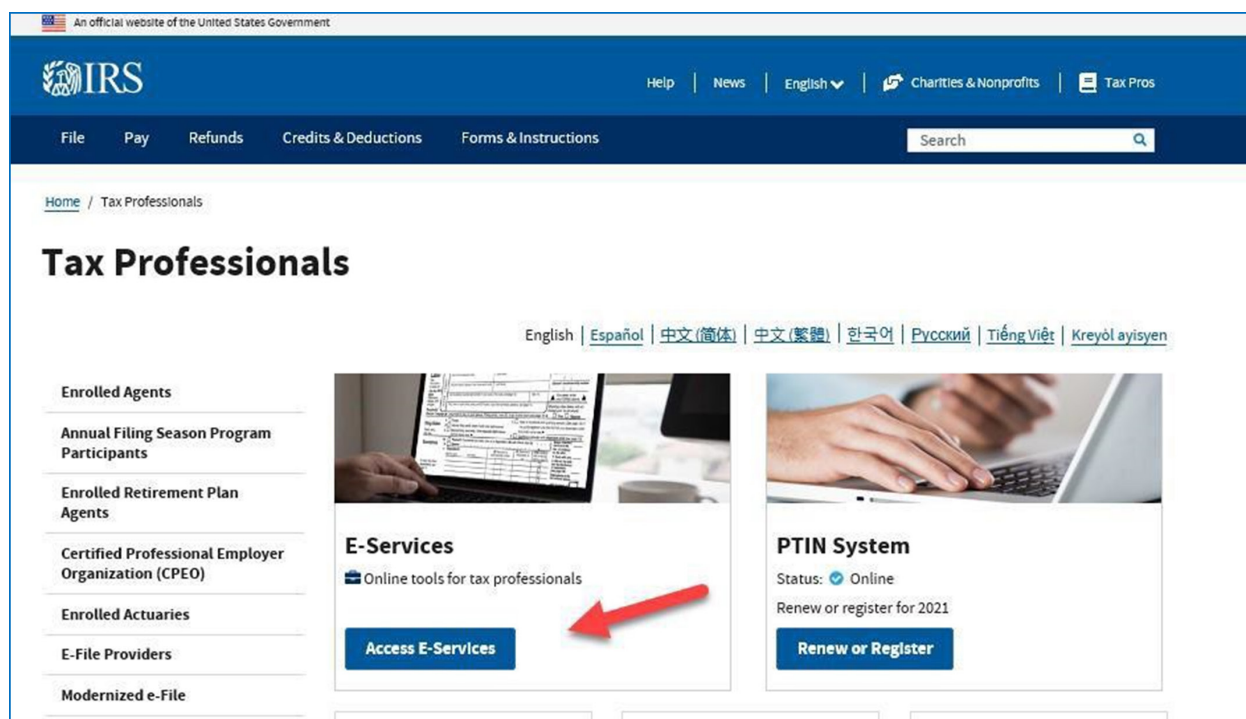 An official website of the United States Government
IRS
Help
News
English
Charities & Nonprofits
Tax Pros
File
Pay
Refunds
Credits & Deductions
Forms & Instructions
Search
Home / Tax Professionals
Tax Professionals
English | Español | 中文 (简体) | 中文 (繁體) | 한국어 | Русский | Tiếng Việt | Kreyòl ayisyen
Enrolled Agents
Annual Filing Season Program
Participants
Enrolled Retirement Plan
Agents
Certified Professional Employer
Organization (CPEO)
Enrolled Actuaries
E-File Providers
Modernized e-File
E-Services
Online tools for tax professionals
Access E-Services
PTIN System
Status: Online
Renew or register for 2021
Renew or Register